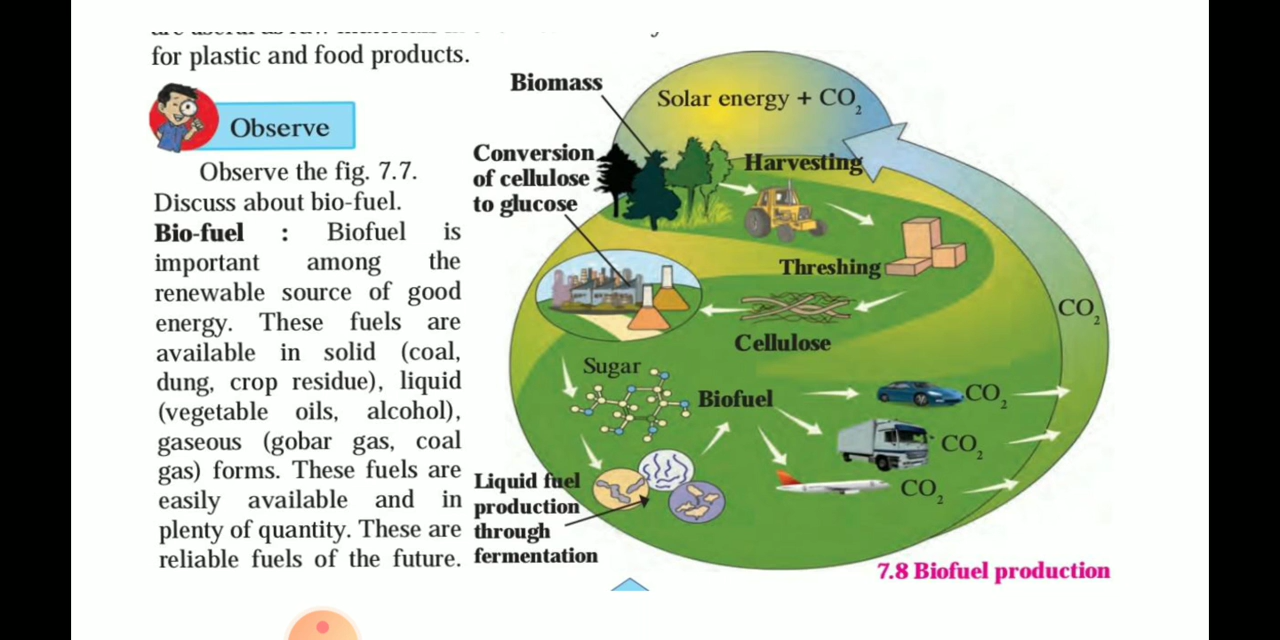 for plastic and food products.
Observe
Observe the fig. 7.7.
Discuss about bio-fuel.
Bio-fuel : Biofuel is
important among the
renewable source of good
energy. These fuels are
available in solid (coal,
dung, crop residue), liquid
(vegetable oils, alcohol),
gaseous (gobar gas, coal
gas) forms. These fuels are
easily available and in
plenty of quantity. These are
reliable fuels of the future.
Biomass
Solar energy + CO₂
Conversion
of cellulose
to glucose
Harvesting
Threshing
Cellulose
CO₂
Sugar
Biofuel
CO₂
CO₂
CO₂
Liquid fuel
production
through
fermentation
7.8 Biofuel production